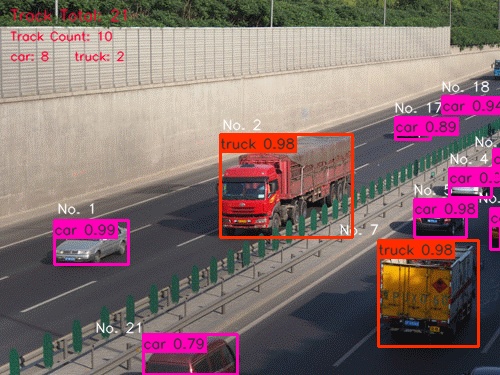 Track Total: 21
Track Count: 10
car: 8 truck: 2
No. 18
car 0.94
No. 17
car 0.89
No. 2
truck 0.98
No. 4
No. 1
car 0.99
car 0.98
No. 7
truck 0.98
No. 21
car 0.79